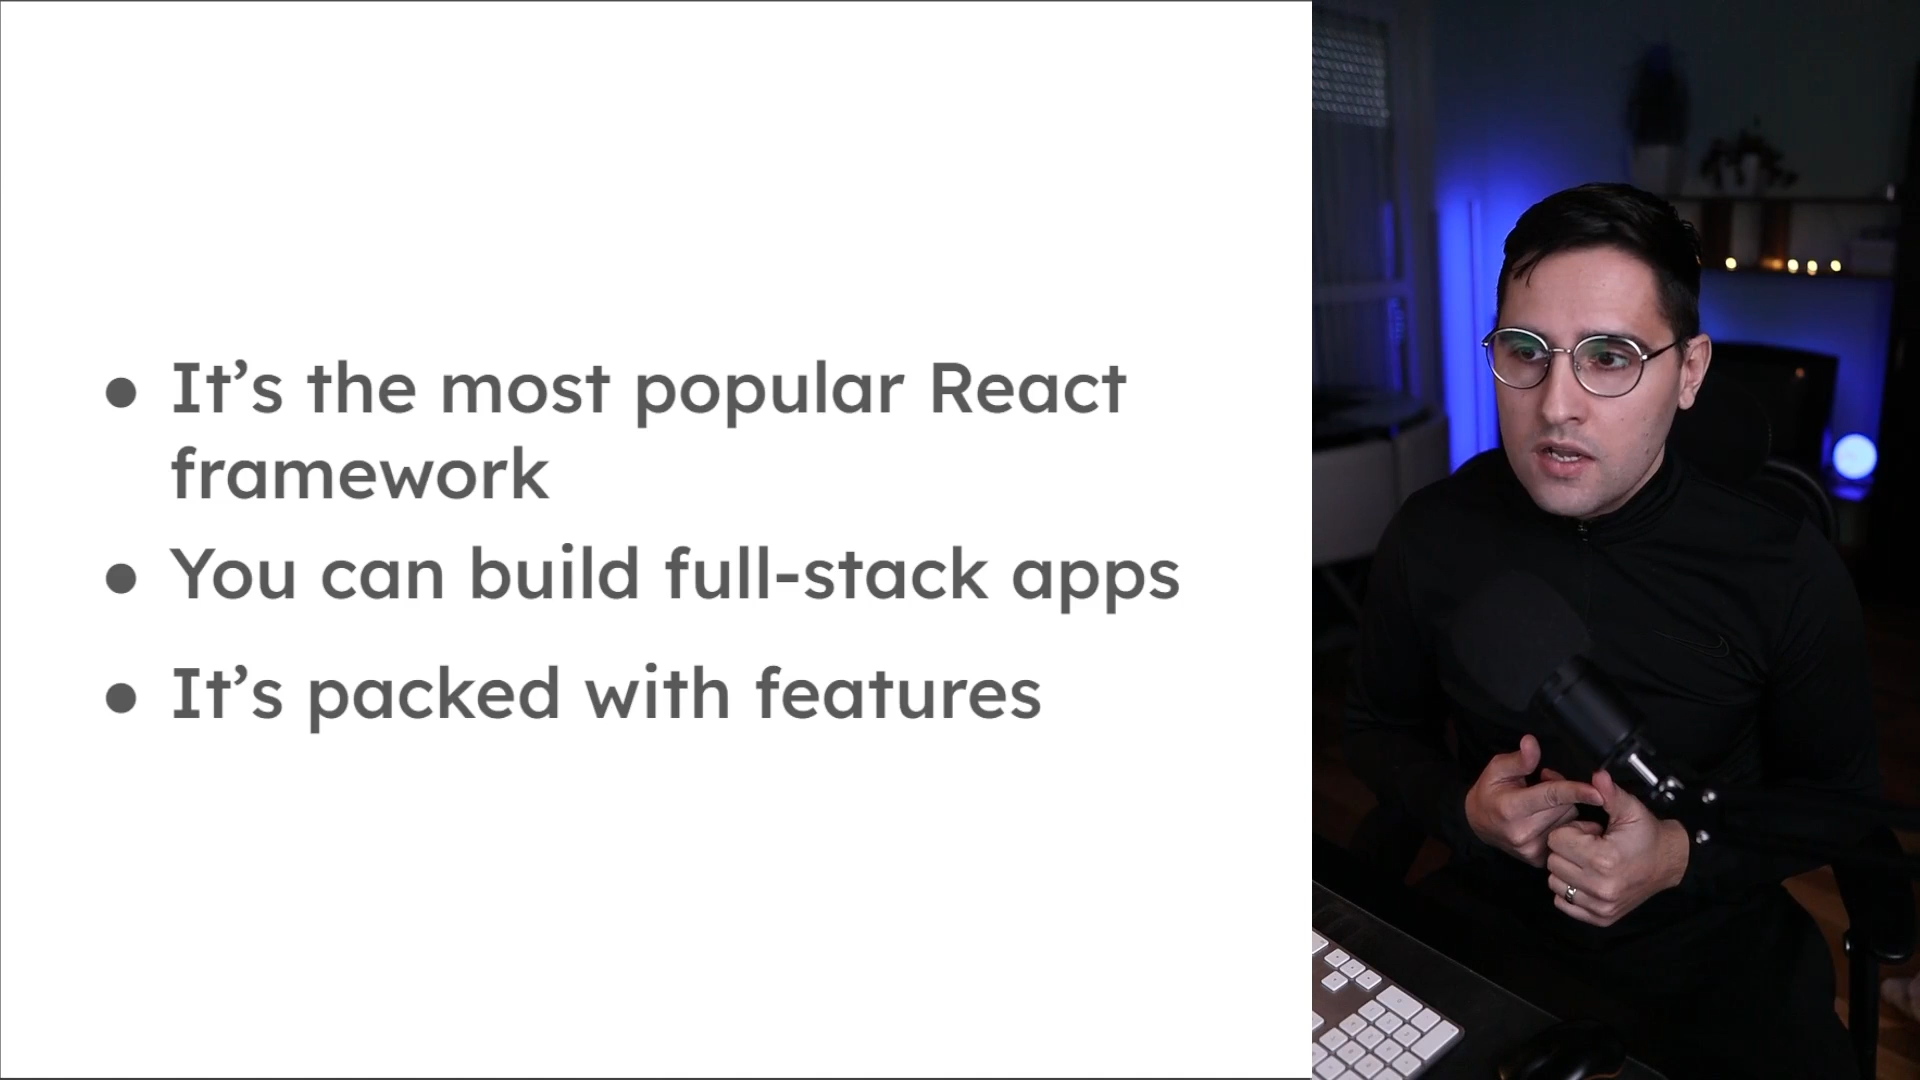 ● It’s the most popular React
framework
● You can build full-stack apps
● It’s packed with features